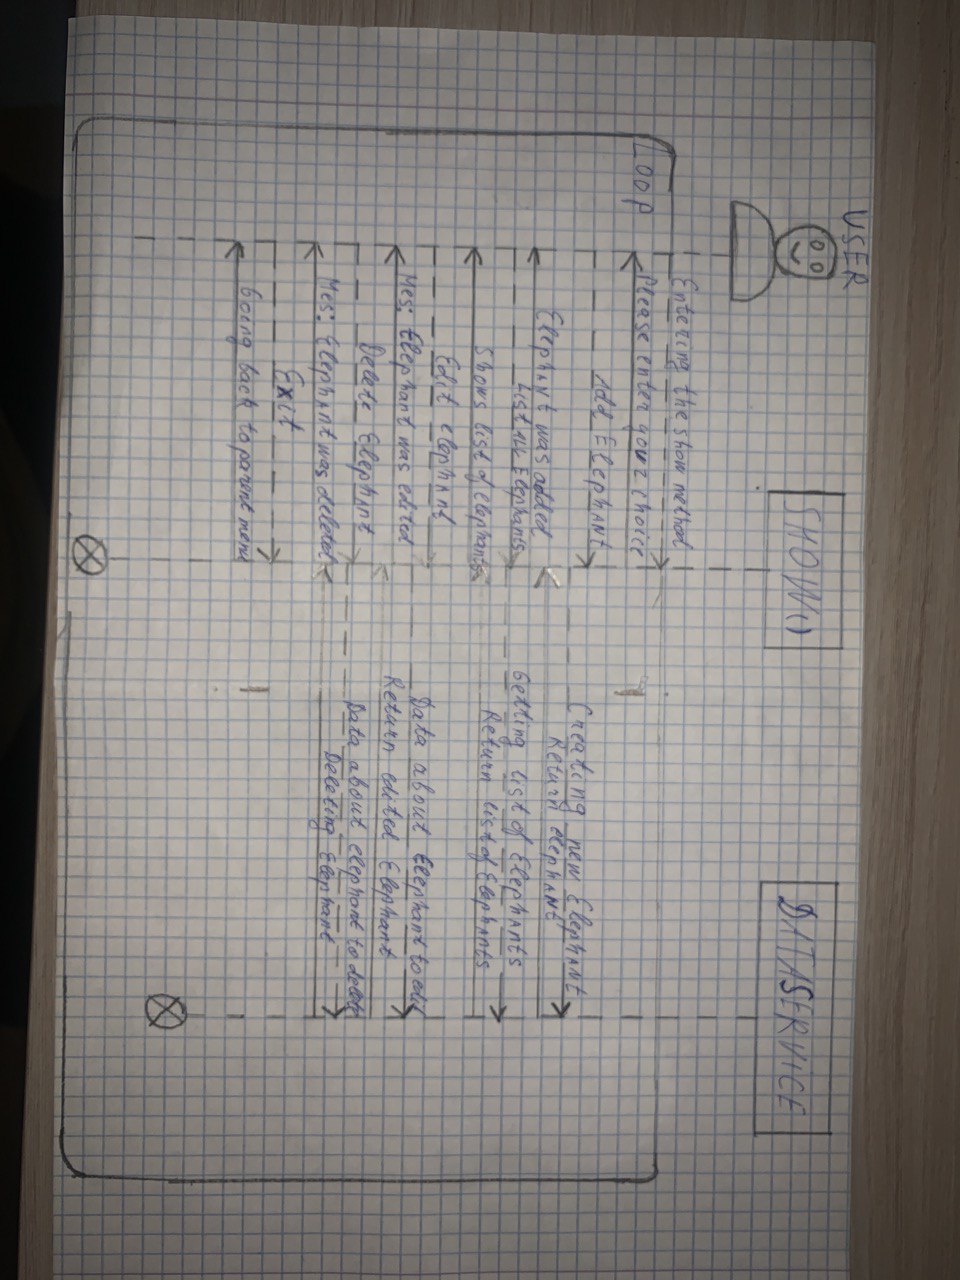 USER
SHOW()
DATASERVICE
Entering the show method
Loop
Please enter your choice
Add Elephant
Creating new Elephant
Return elephant
Elephant was added
List All Elephants
Getting list of Elephants
Return list of Elephants
Shows list of elephants
Edit elephant
Data about Elephant to edit
Mes: Elephant was edited
Return edited Elephant
Delete Elephant
Data about elephant to delete
Mes: Elephant was deleted
Deleting Elephant
Exit
Going back to parent menu